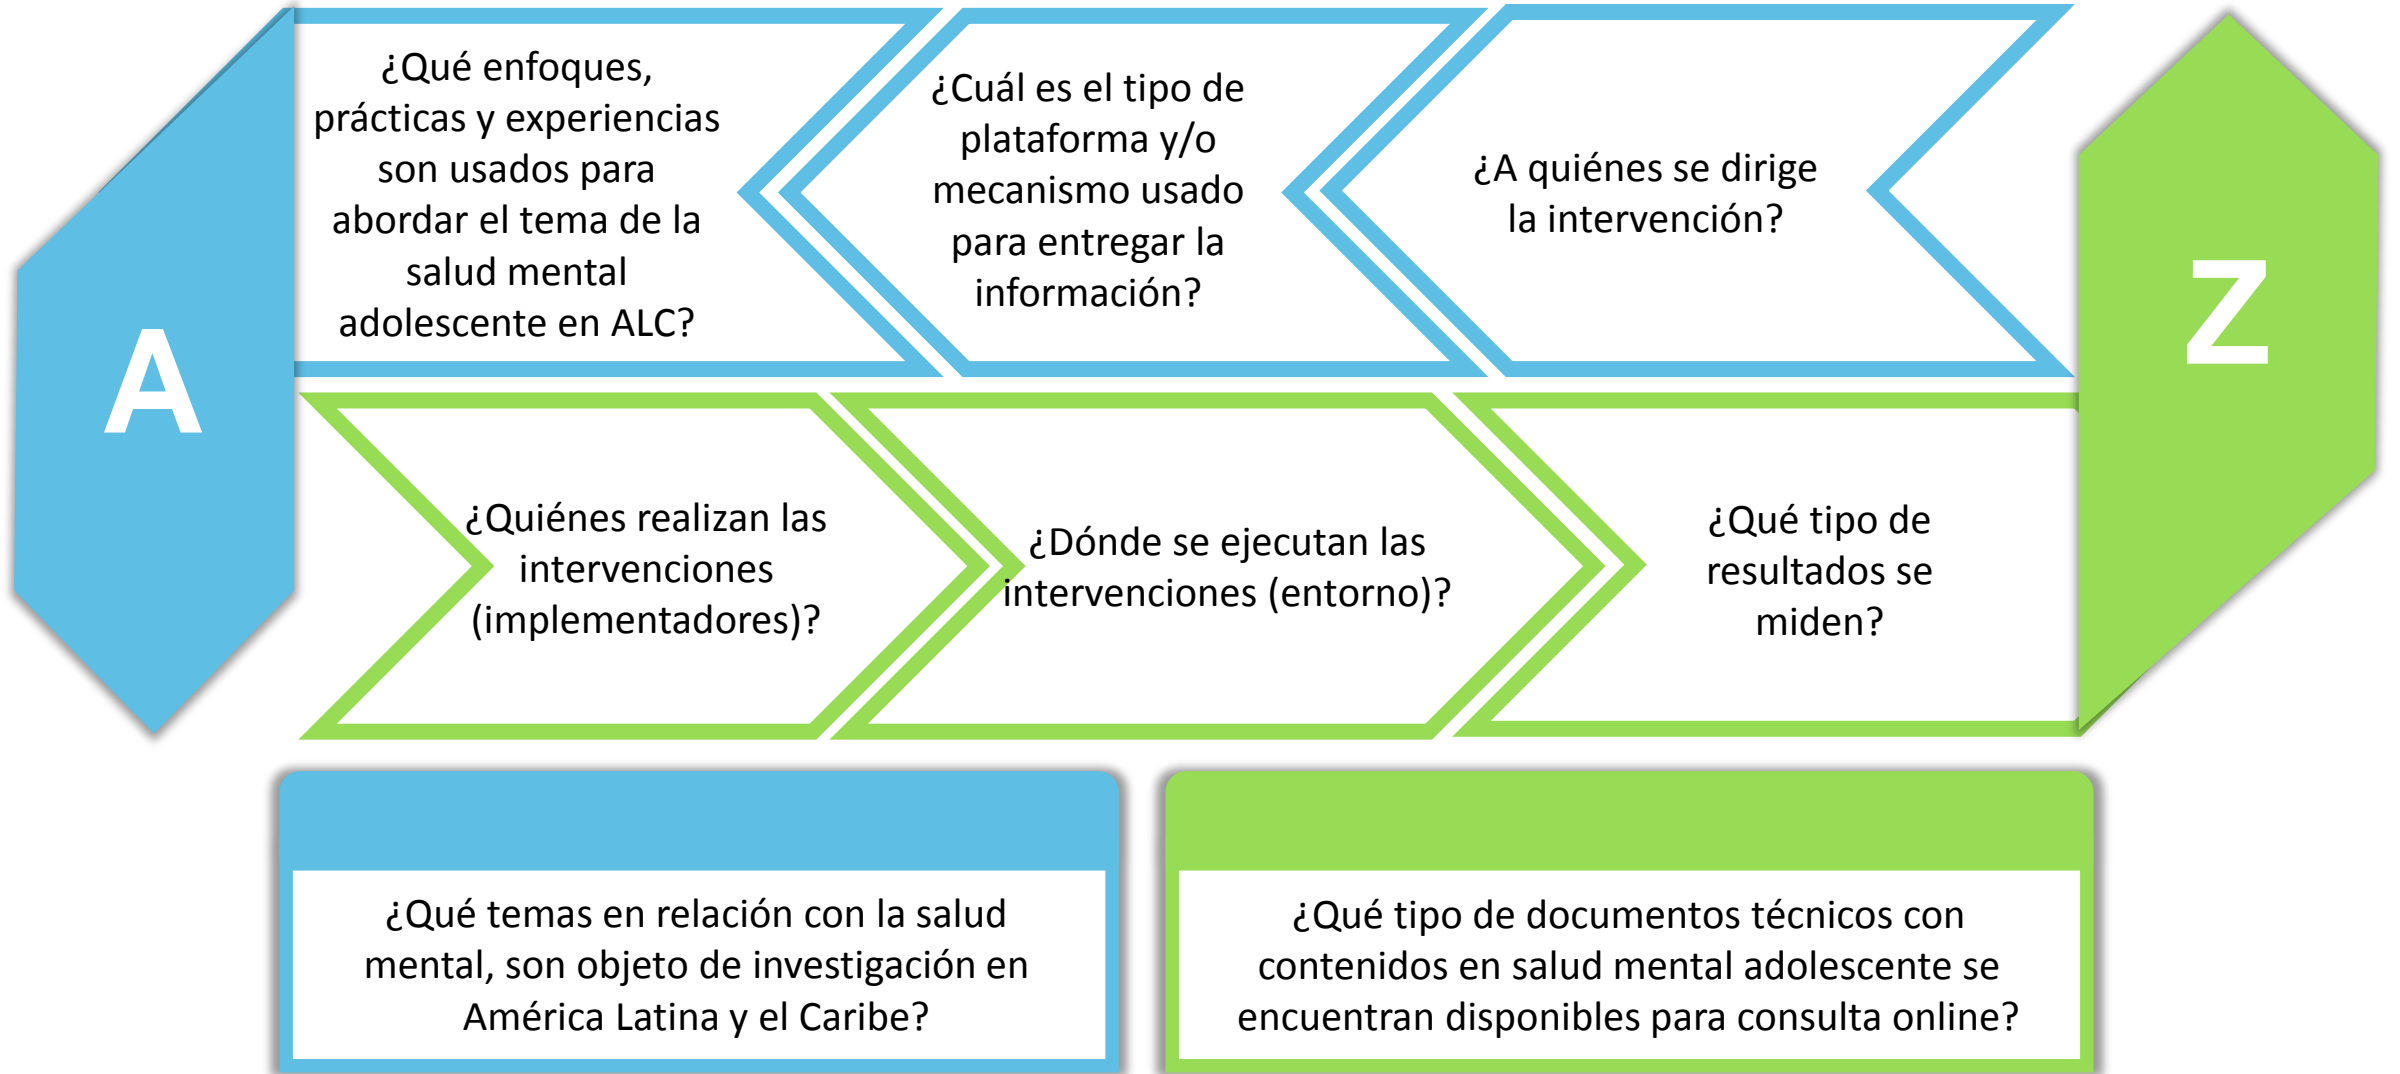 A
¿Qué enfoques,
prácticas y experiencias
son usados para
abordar el tema de la
salud mental
adolescente en ALC?
¿Cuál es el tipo de
plataforma y/o
mecanismo usado
para entregar la
información?
¿A quiénes se dirige
la intervención?
Z
¿Quiénes realizan las
intervenciones
(implementadores)?
¿Dónde se ejecutan las
intervenciones (entorno)?
¿Qué tipo de
resultados se
miden?
¿Qué temas en relación con la salud
mental, son objeto de investigación en
América Latina y el Caribe?
¿Qué tipo de documentos técnicos con
contenidos en salud mental adolescente se
encuentran disponibles para consulta online?